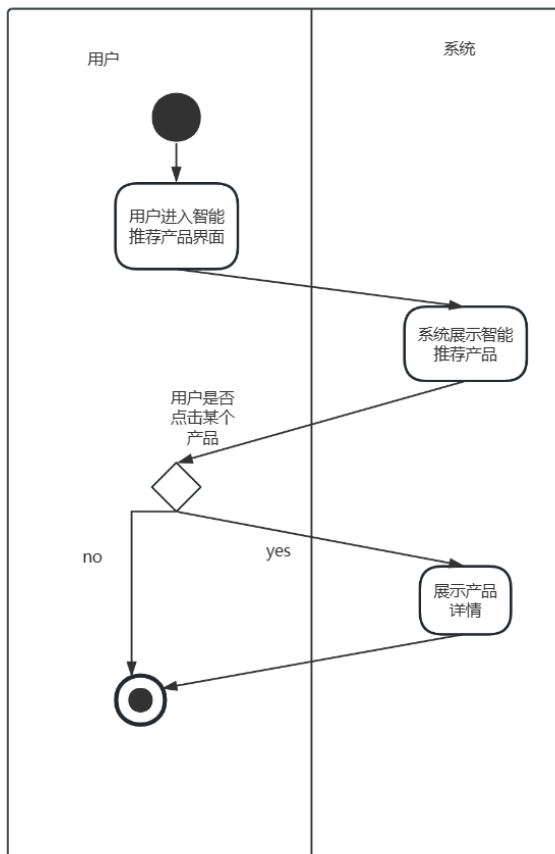 用户
系统
用户进入智能
推荐产品界面
系统展示智能
推荐产品
用户是否
点击某个
产品
no
yes
展示产品
详情